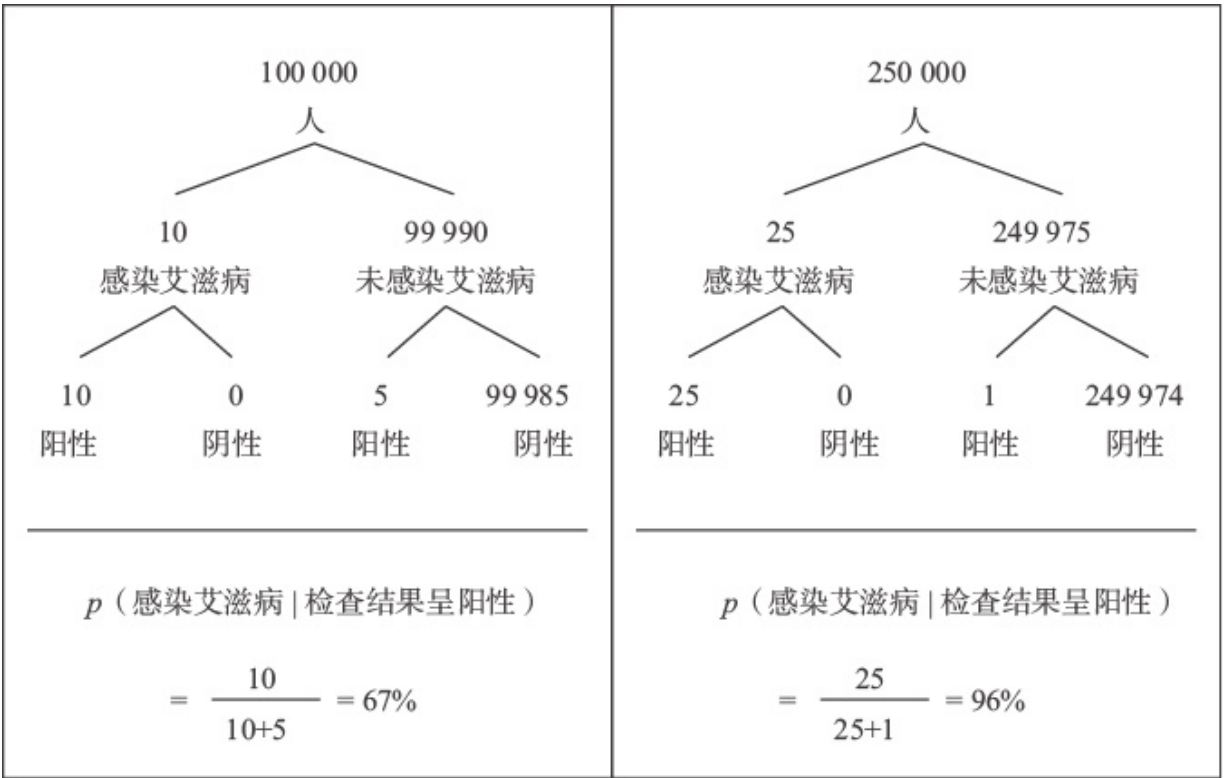 100 000
人
10 99 990
感染艾滋病 未感染艾滋病
10 0 5 99 985
阳性 阴性 阳性 阴性
p（感染艾滋病 | 检查结果呈阳性）
= 10
10+5 = 67%
250 000
人
25 249 975
感染艾滋病 未感染艾滋病
25 0 1 249 974
阳性 阴性 阳性 阴性
p（感染艾滋病 | 检查结果呈阳性）
= 25
25+1 = 96%